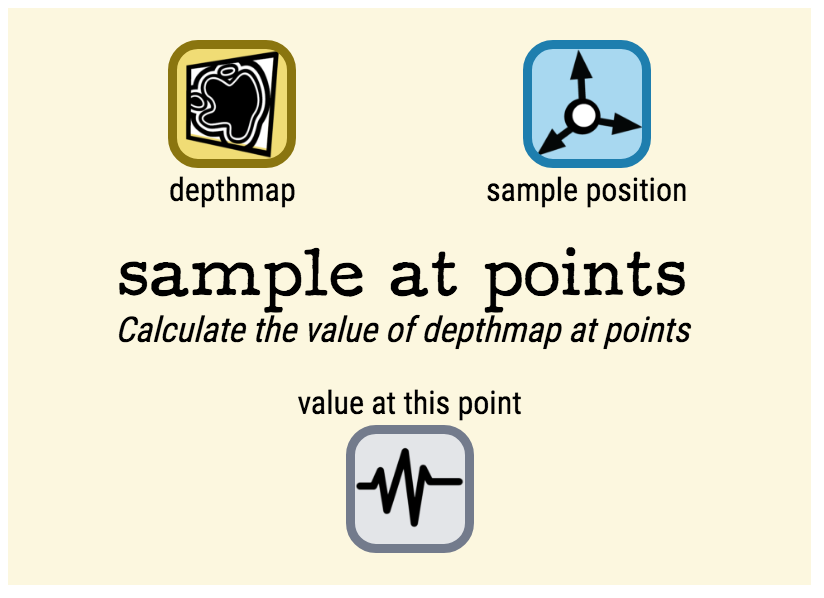 depthmap
sample position
sample at points
Calculate the value of depthmap at points
value at this point